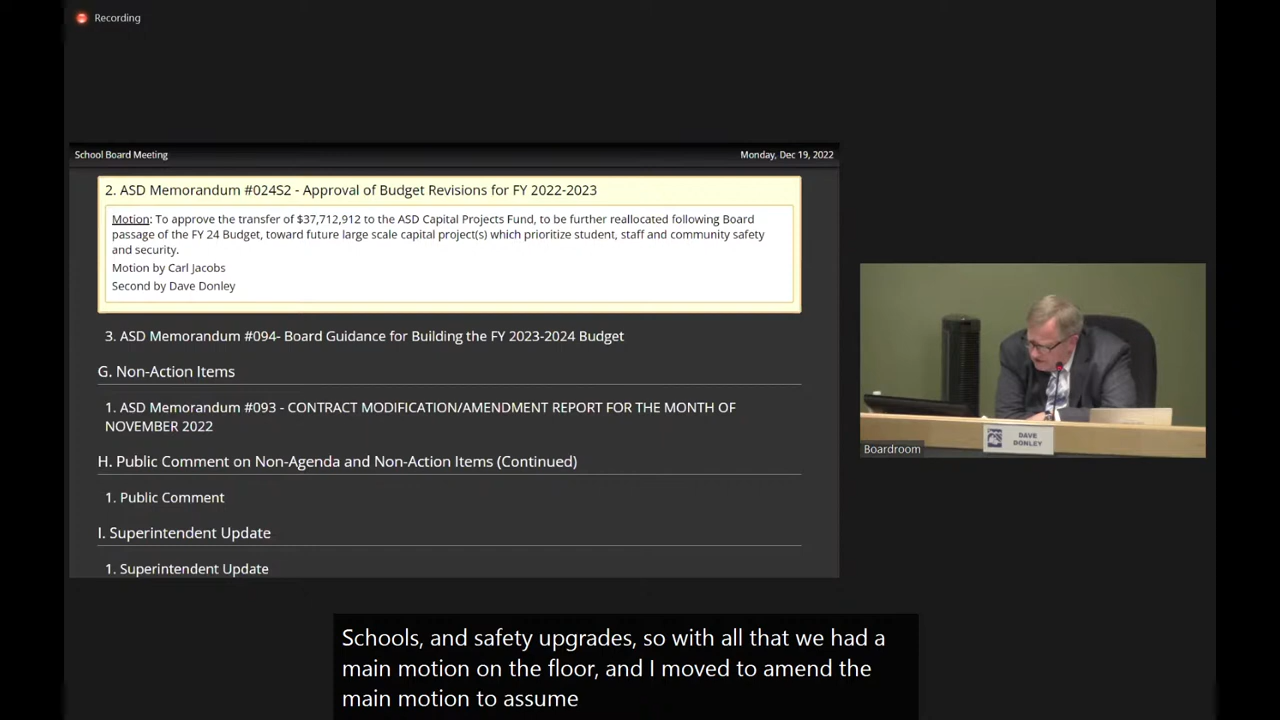 Recording
School Board Meeting
Monday, Dec 19, 2022
2. ASD Memorandum #024S2 - Approval of Budget Revisions for FY 2022-2023
Motion: To approve the transfer of $37,712,912 to the ASD Capital Projects Fund, to be further reallocated following Board
passage of the FY 24 Budget, toward future large scale capital project(s) which prioritize student, staff and community safety
and security.
Motion by Carl Jacobs
Second by Dave Donley
3. ASD Memorandum #094- Board Guidance for Building the FY 2023-2024 Budget
G. Non-Action Items
1. ASD Memorandum #093 - CONTRACT MODIFICATION/AMENDMENT REPORT FOR THE MONTH OF
NOVEMBER 2022
H. Public Comment on Non-Agenda and Non-Action Items (Continued)
1. Public Comment
I. Superintendent Update
1. Superintendent Update
DAVE
DONLEY
Boardroom
Schools, and safety upgrades, so with all that we had a
main motion on the floor, and I moved to amend the
main motion to assume